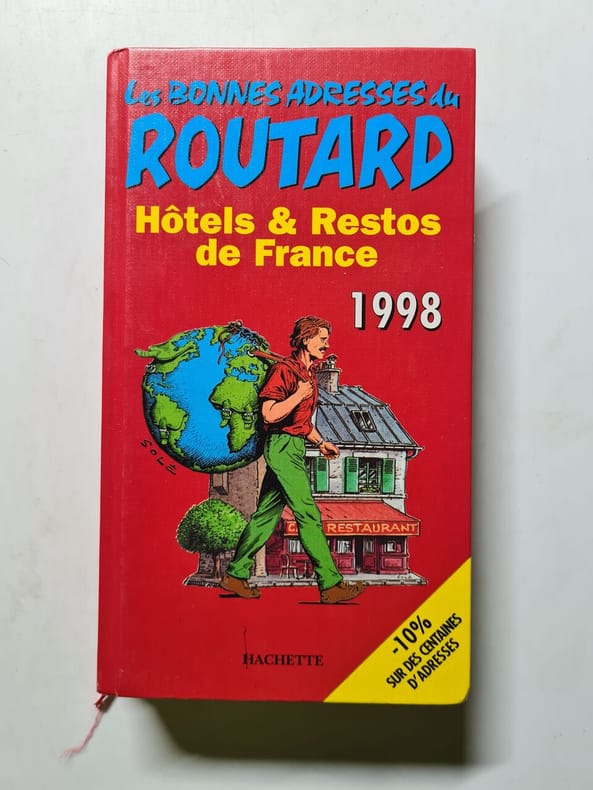 Les BONNES ADRESSES du
ROUTARD
Hôtels & Restos
de France
1998
SOLÉ
RESTAURANT
HACHETTE
-10%
SUR DES CENTAINES
D'ADRESSES